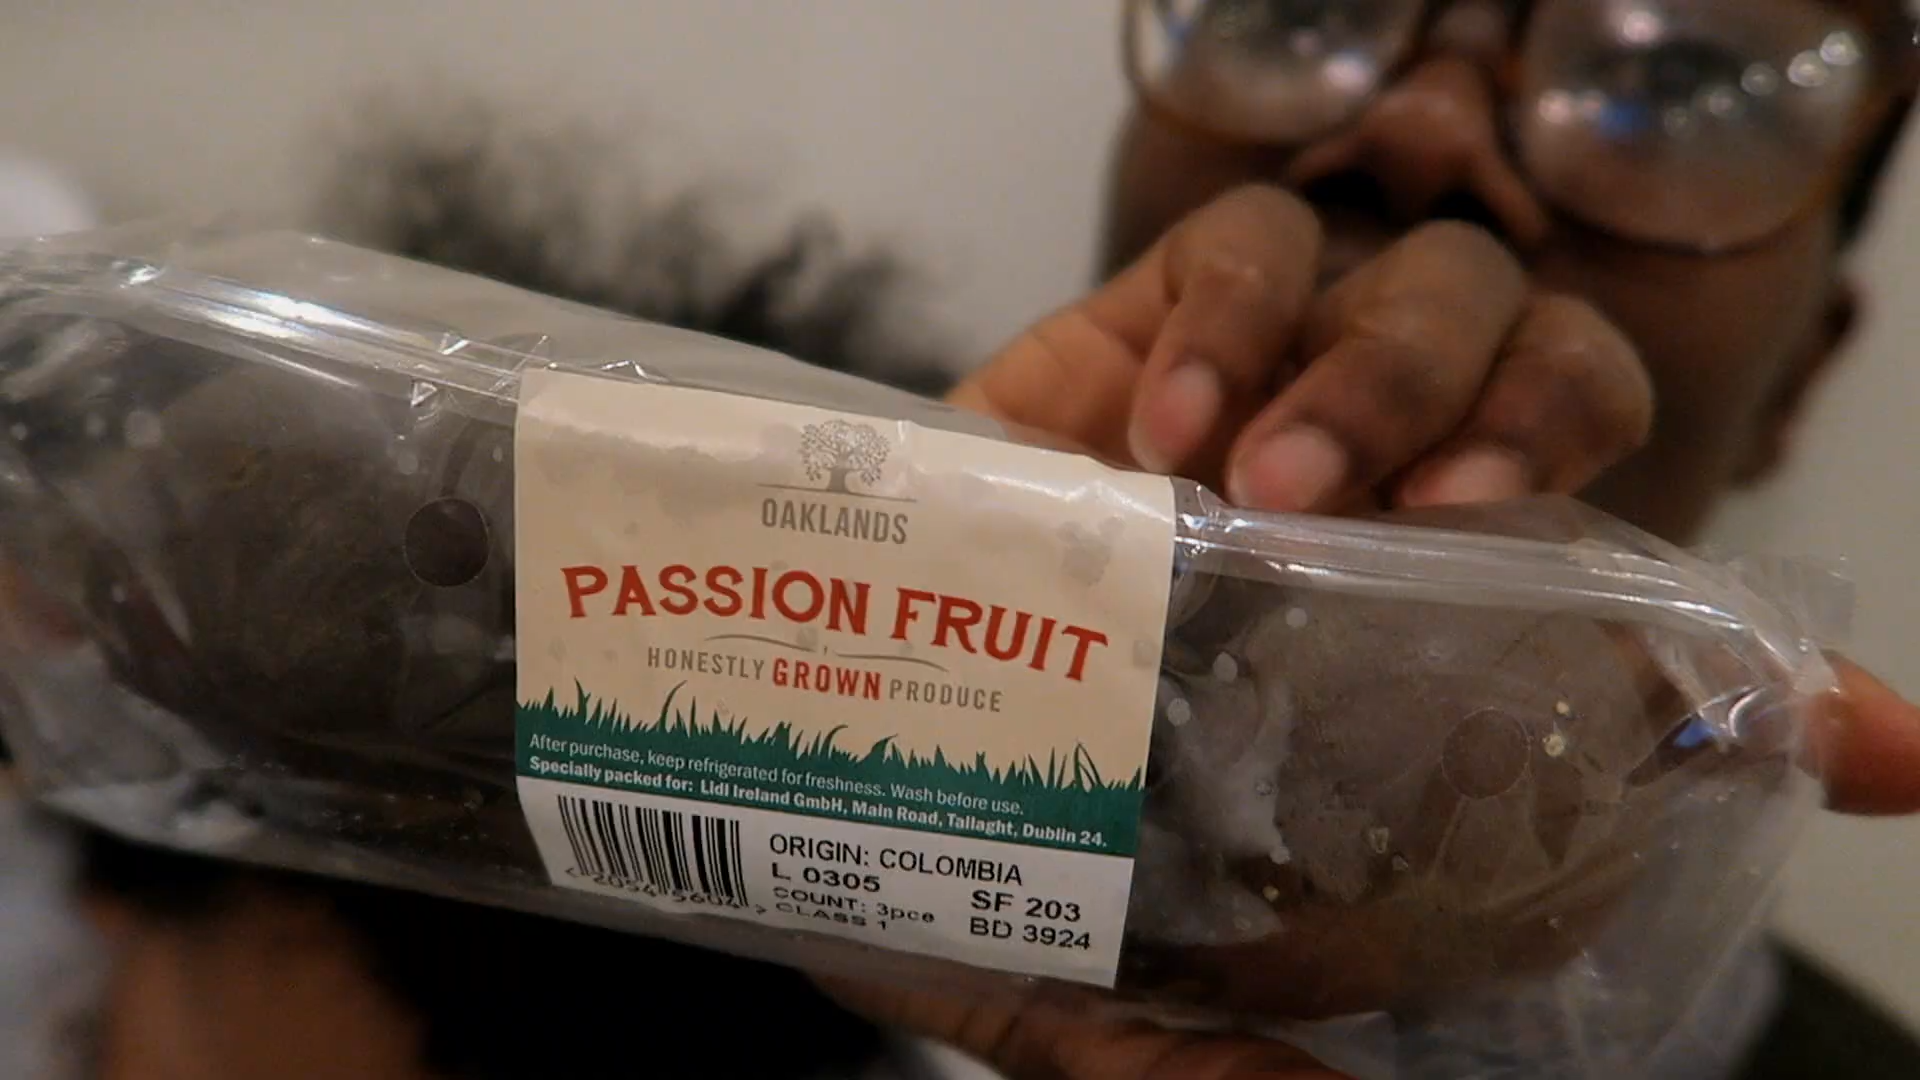 OAKLANDS
PASSION FRUIT
HONESTLY GROWN PRODUCE
After purchase, keep refrigerated for freshness. Wash before use.
Specially packed for: Lidl Ireland GmbH, Main Road, Tallaght, Dublin 24.
ORIGIN: COLOMBIA
L 0305 SF 203
COUNT: 3pce BD 3924
CLASS 1